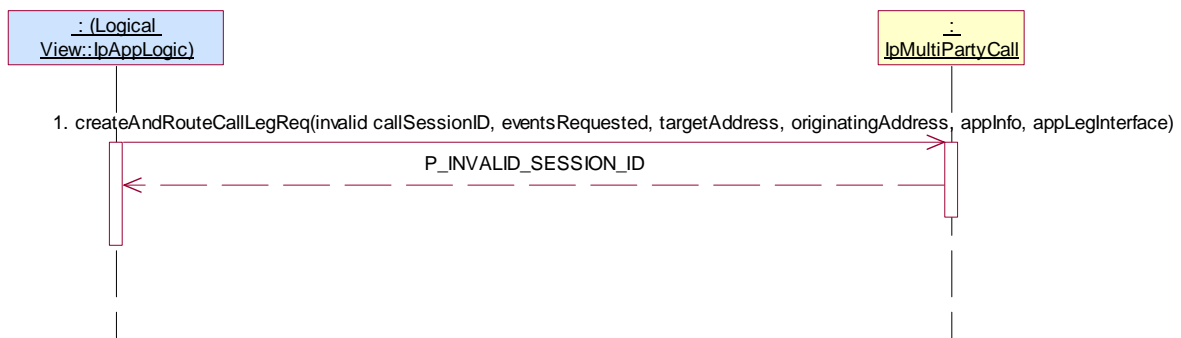 : (Logical
View::IpAppLogic)
:
IpMultiPartyCall
1. createAndRouteCallLegReq(invalid callSessionID, eventsRequested, targetAddress, originatingAddress, appInfo, appLegInterface)
P_INVALID_SESSION_ID